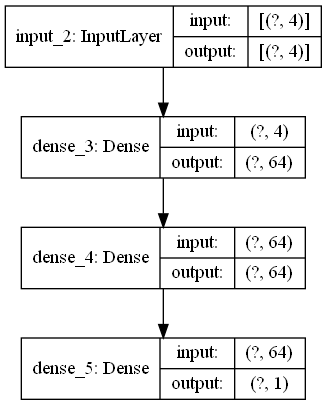 input_2: InputLayer
input: [(?, 4)]
output: [(?, 4)]
dense_3: Dense
input: (?, 4)
output: (?, 64)
dense_4: Dense
input: (?, 64)
output: (?, 64)
dense_5: Dense
input: (?, 64)
output: (?, 1)